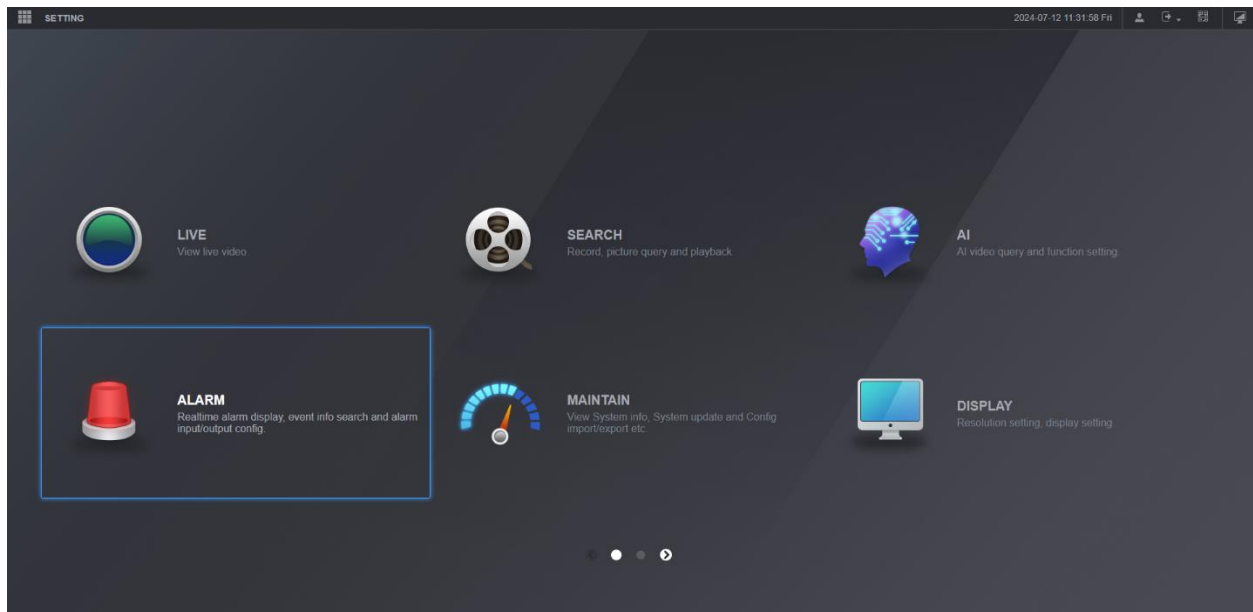 SETTING
2024-07-12 11:31:58 Fri
LIVE
View live video.
SEARCH
Record, picture query and playback.
AI
AI video query and function setting.
ALARM
Realtime alarm display, event info search and alarm
input/output config.
MAINTAIN
View System info, System update and Config
import/export etc.
DISPLAY
Resolution setting, display setting.